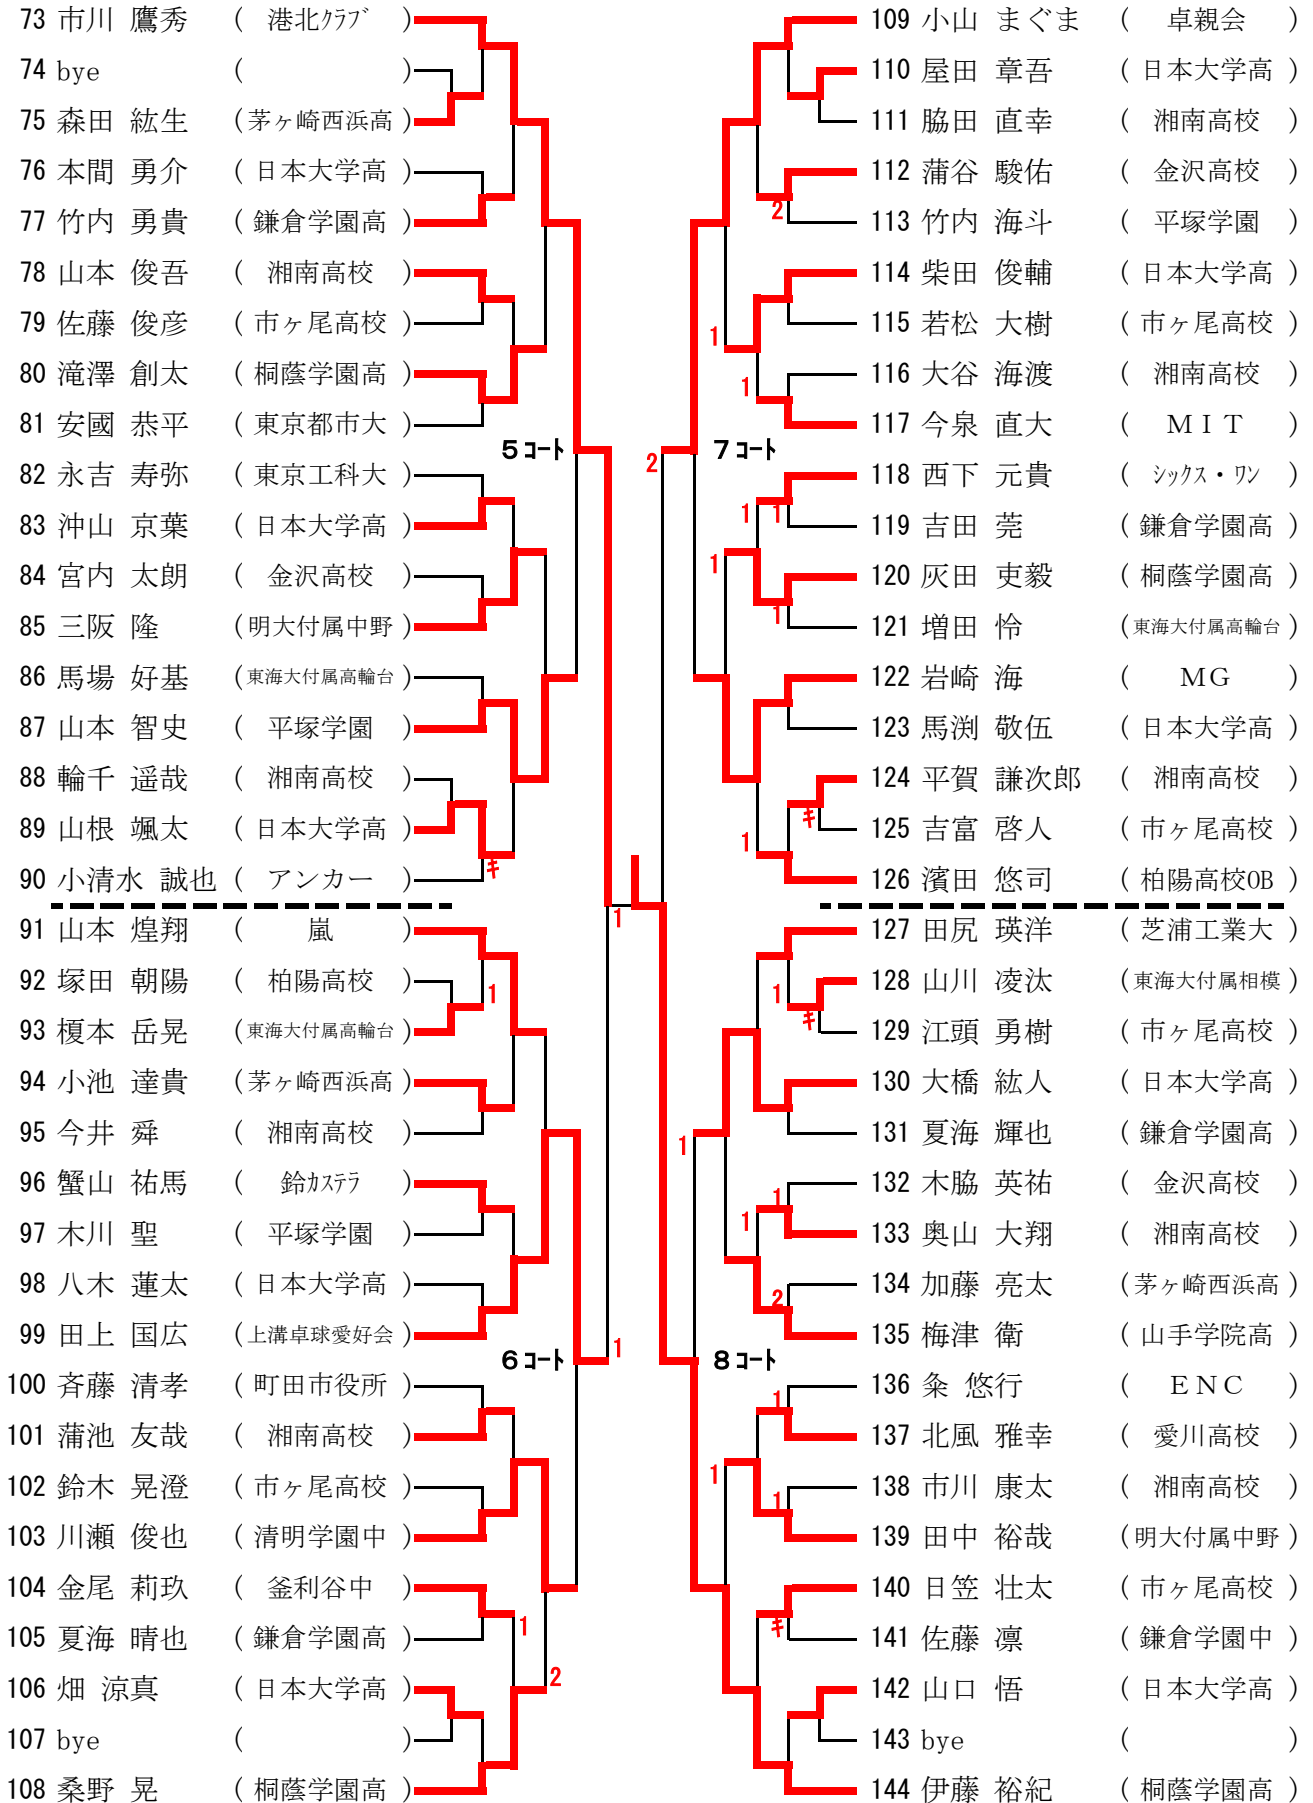 73 市川 鷹秀 ( 港北クラブ )
74 bye ( )
75 森田 紘生 (茅ヶ崎西浜高)
76 本間 勇介 (日本大学高)
77 竹内 勇貴 (鎌倉学園高)
78 山本 俊吾 ( 湘南高校 )
79 佐藤 俊彦 (市ヶ尾高校)
80 滝澤 創太 (桐蔭学園高)
81 安國 恭平 (東京都市大)
5コート
82 永吉 寿弥 (東京工科大)
83 沖山 京葉 (日本大学高)
84 宮内 太朗 ( 金沢高校 )
85 三阪 隆 (明大付属中野)
86 馬場 好基 (東海大付属高輪台)
87 山本 智史 ( 平塚学園 )
88 輪千 遥哉 ( 湘南高校 )
89 山根 颯太 (日本大学高)
キ
90 小清水 誠也 ( アンカー )
1
91 山本 煌翔 ( 嵐 )
92 塚田 朝陽 ( 柏陽高校 )
1
93 榎本 岳晃 (東海大付属高輪台)
94 小池 達貴 (茅ヶ崎西浜高)
95 今井 舜 ( 湘南高校 )
96 蟹山 祐馬 ( 鈴カステラ )
97 木川 聖 ( 平塚学園 )
98 八木 蓮太 (日本大学高)
99 田上 国広 (上溝卓球愛好会)
6コート
1
100 斉藤 清孝 (町田市役所)
101 蒲池 友哉 ( 湘南高校 )
102 鈴木 晃澄 (市ヶ尾高校)
103 川瀬 俊也 (清明学園中)
104 金尾 莉玖 ( 釜利谷中 )
1
105 夏海 晴也 (鎌倉学園高)
2
106 畑 涼真 (日本大学高)
107 bye ( )
108 桑野 晃 (桐蔭学園高)
109 小山 まぐま ( 卓親会 )
110 屋田 章吾 (日本大学高)
111 脇田 直幸 ( 湘南高校 )
112 蒲谷 駿佑 ( 金沢高校 )
2
113 竹内 海斗 ( 平塚学園 )
114 柴田 俊輔 (日本大学高)
115 若松 大樹 (市ヶ尾高校)
1
116 大谷 海渡 ( 湘南高校 )
1
117 今泉 直大 ( MIT )
2
7コート
118 西下 元貴 ( シックス・ワン )
1
1
119 吉田 莞 (鎌倉学園高)
1
120 灰田 吏毅 (桐蔭学園高)
1
121 増田 怜 (東海大付属高輪台)
122 岩崎 海 ( MG )
123 馬渕 敬伍 (日本大学高)
124 平賀 謙次郎 ( 湘南高校 )
キ
125 吉富 啓人 (市ヶ尾高校)
1
126 濱田 悠司 (柏陽高校OB)
127 田尻 瑛洋 (芝浦工業大)
128 山川 凌汰 (東海大付属相模)
1
キ
129 江頭 勇樹 (市ヶ尾高校)
130 大橋 紘人 (日本大学高)
131 夏海 輝也 (鎌倉学園高)
1
132 木脇 英祐 ( 金沢高校 )
1
1
133 奥山 大翔 ( 湘南高校 )
134 加藤 亮太 (茅ヶ崎西浜高)
2
135 梅津 衛 (山手学院高)
8コート
136 粂 悠行 ( ENC )
1
137 北風 雅幸 ( 愛川高校 )
1
138 市川 康太 ( 湘南高校 )
1
139 田中 裕哉 (明大付属中野)
140 日笠 壮太 (市ヶ尾高校)
キ
141 佐藤 凛 (鎌倉学園中)
142 山口 悟 (日本大学高)
143 bye ( )
144 伊藤 裕紀 (桐蔭学園高)